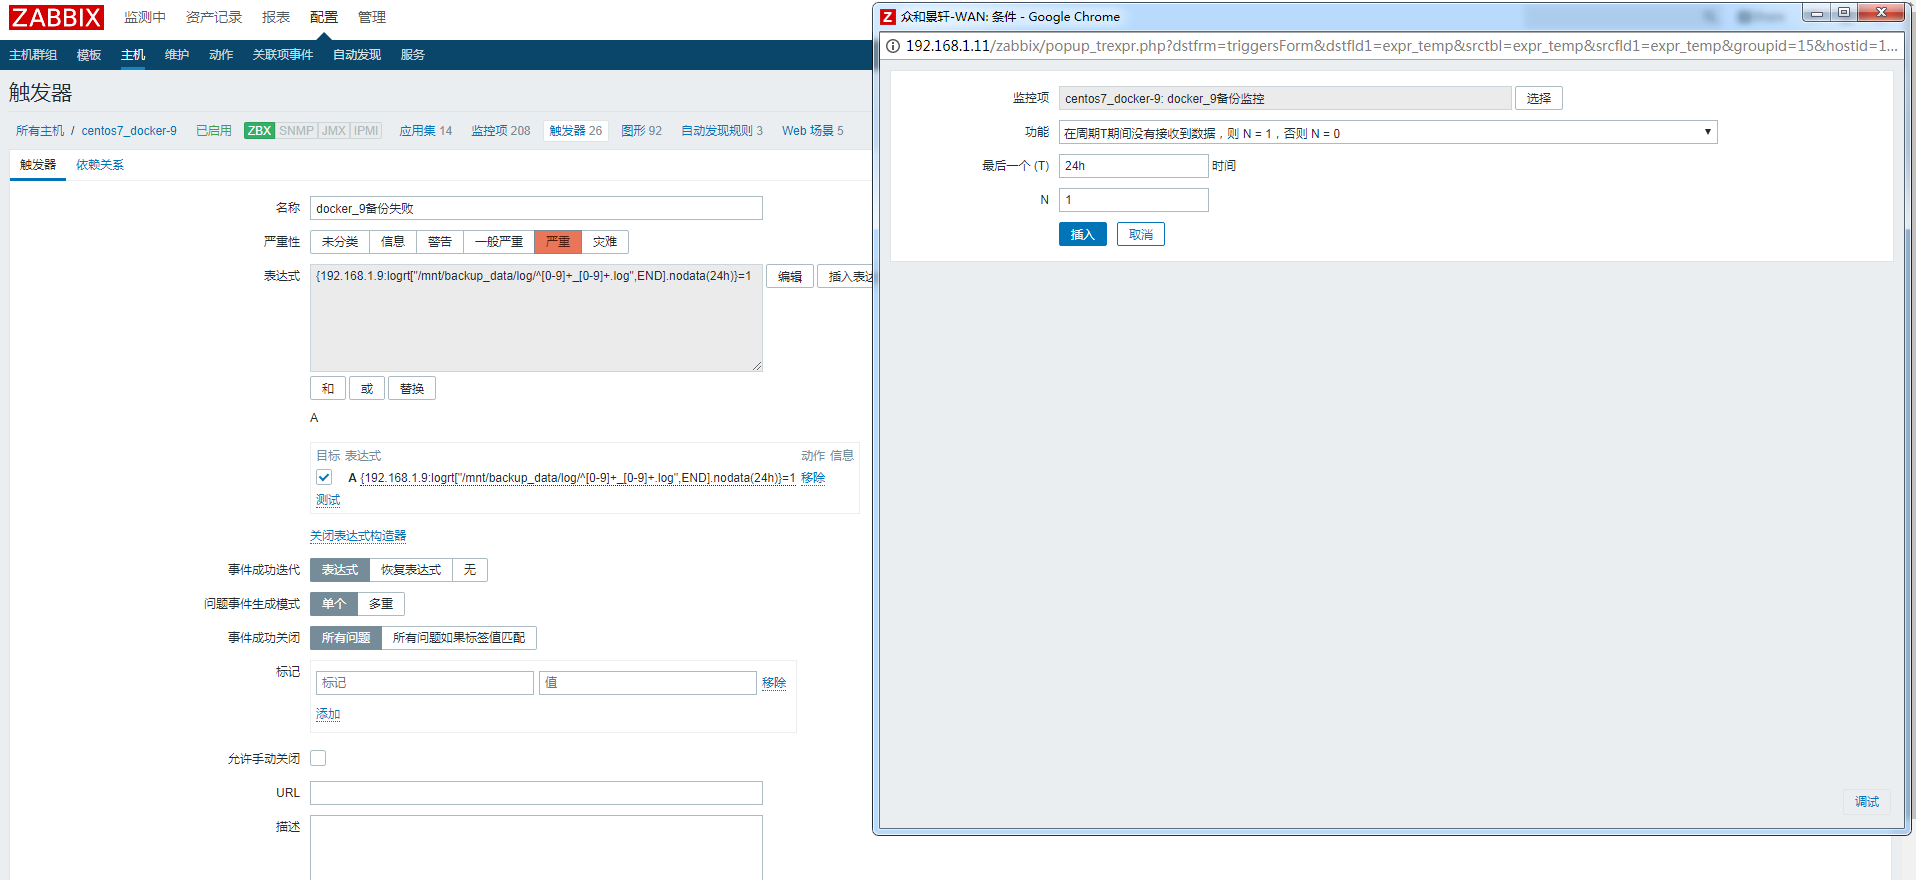 ZABBIX 监测中 资产记录 报表 配置 管理
主机群组 模板 主机 维护 动作 关联项事件 自动发现 服务
触发器
所有主机 / centos7_docker-9 已启用 ZBX SNMP JMX IPMI 应用集 14 监控项 208 触发器 26 图形 92 自动发现规则 3 Web 场景 5
触发器 依赖关系
名称 docker_9备份失败
严重性 未分类 信息 警告 一般严重 严重 灾难
表达式 {192.168.1.9:logrt["/mnt/backup_data/log/^[0-9]+_[0-9]+.log",END].nodata(24h)}=1 编辑 插入表达
和 或 替换
A
目标 表达式 动作 信息
A {192.168.1.9:logrt["/mnt/backup_data/log/^[0-9]+_[0-9]+.log",END].nodata(24h)}=1 移除
测试
关闭表达式构造器
事件成功迭代 表达式 恢复表达式 无
问题事件生成模式 单个 多重
事件成功关闭 所有问题 所有问题如果标签值匹配
标记 标记 值 移除
添加
允许手动关闭
URL
描述
众和景轩-WAN: 条件 - Google Chrome
192.168.1.11/zabbix/popup_trexpr.php?dstfrm=triggersForm&dstfld1=expr_temp&srctbl=expr_temp&srcfld1=expr_temp&groupid=15&hostid=1...
监控项 centos7_docker-9: docker_9备份监控 选择
功能 在周期T期间没有接收到数据，则 N = 1，否则 N = 0
最后一个 (T) 24h 时间
N 1
插入 取消
调试